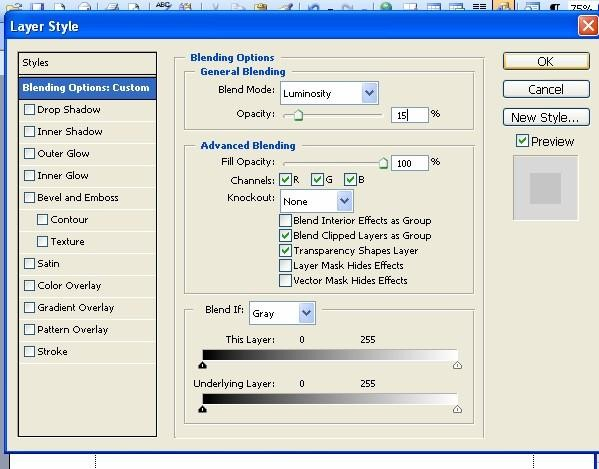 75%
Layer Style
Styles
Blending Options: Custom
Drop Shadow
Inner Shadow
Outer Glow
Inner Glow
Bevel and Emboss
Contour
Texture
Satin
Color Overlay
Gradient Overlay
Pattern Overlay
Stroke
Blending Options
General Blending
Blend Mode: Luminosity
Opacity: 15 %
Advanced Blending
Fill Opacity: 100 %
Channels: R G B
Knockout: None
Blend Interior Effects as Group
Blend Clipped Layers as Group
Transparency Shapes Layer
Layer Mask Hides Effects
Vector Mask Hides Effects
Blend If: Gray
This Layer: 0 255
Underlying Layer: 0 255
OK
Cancel
New Style...
Preview